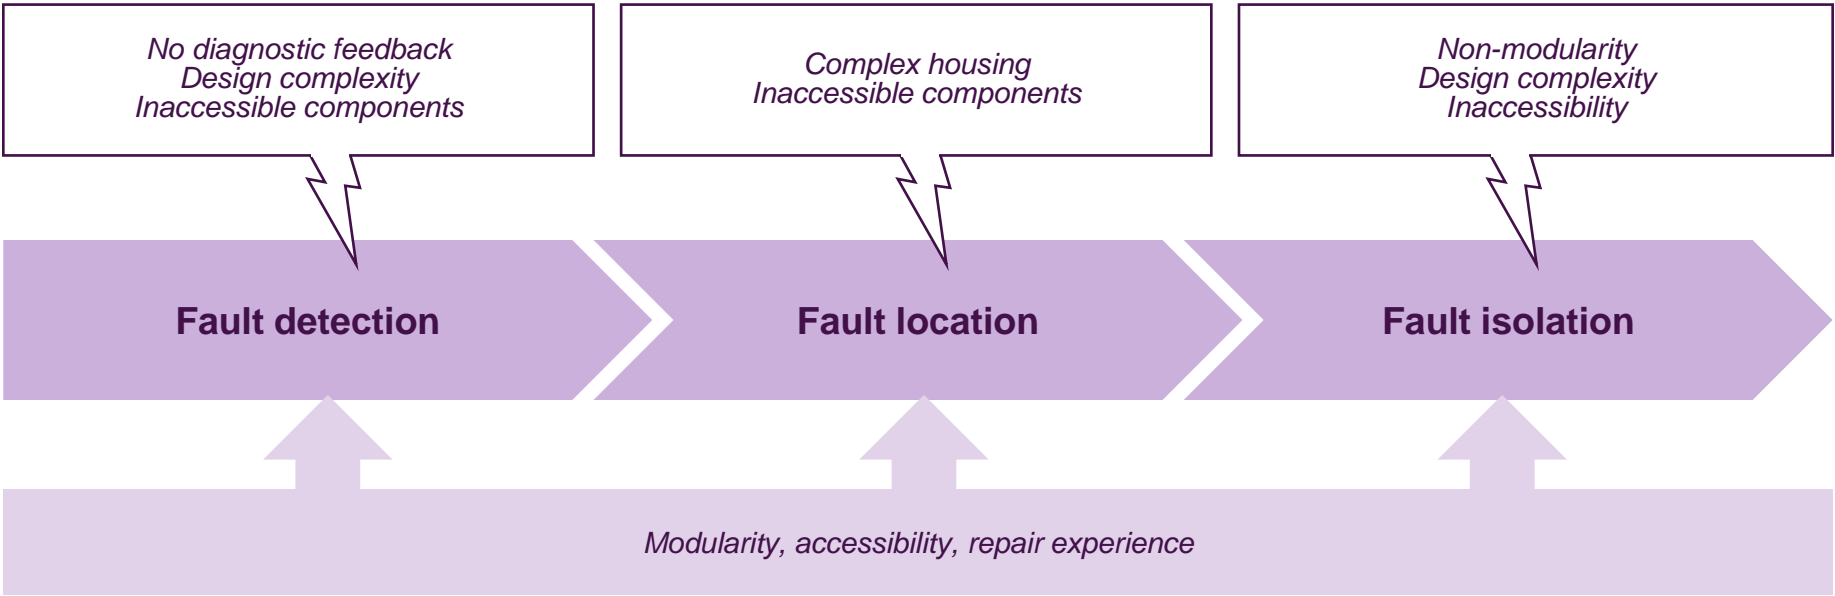 No diagnostic feedback
Design complexity
Inaccessible components
Complex housing
Inaccessible components
Non-modularity
Design complexity
Inaccessibility
Fault detection
Fault location
Fault isolation
Modularity, accessibility, repair experience